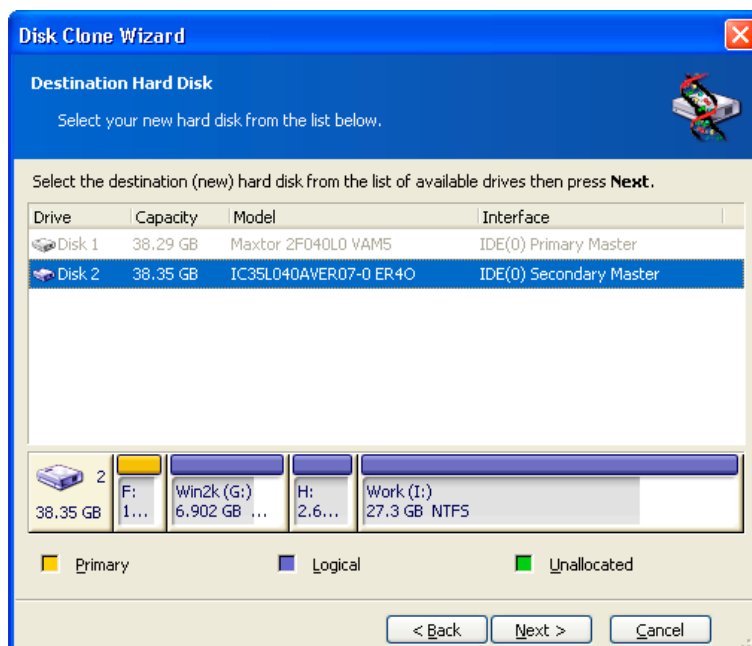 Disk Clone Wizard
Destination Hard Disk
Select your new hard disk from the list below.
Select the destination (new) hard disk from the list of available drives then press Next.
Drive Capacity Model Interface
Disk 1 38.29 GB Maxtor 2F040L0 VAM5 IDE(0) Primary Master
Disk 2 38.35 GB IC35L040AVER07-0 ER4O IDE(0) Secondary Master
2 F: Win2k (G:) H: Work (I:)
38.35 GB 1... 6.902 GB ... 2.6... 27.3 GB NTFS
Primary Logical Unallocated
< Back Next > Cancel